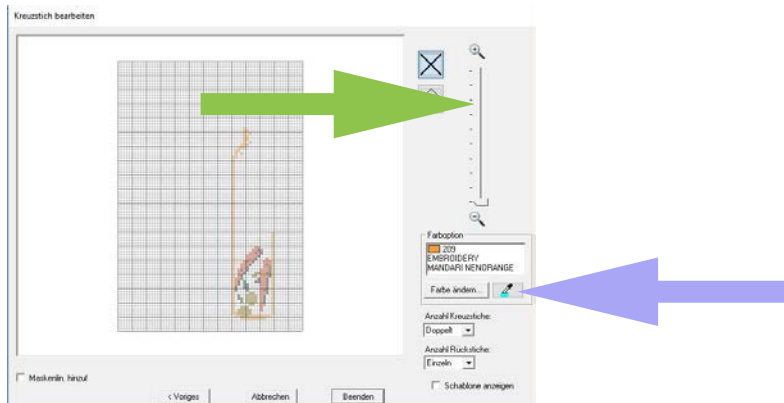 Kreuzstich bearbeiten
Farboption
209
EMBROIDERY
MANDARI NENORANGE
Farbe ändern...
Anzahl Kreuzstiche:
Doppelt
Anzahl Rückstiche:
Einzeln
Maskenlin. hinzuf
Schablone anzeigen
< Voriges
Abbrechen
Beenden